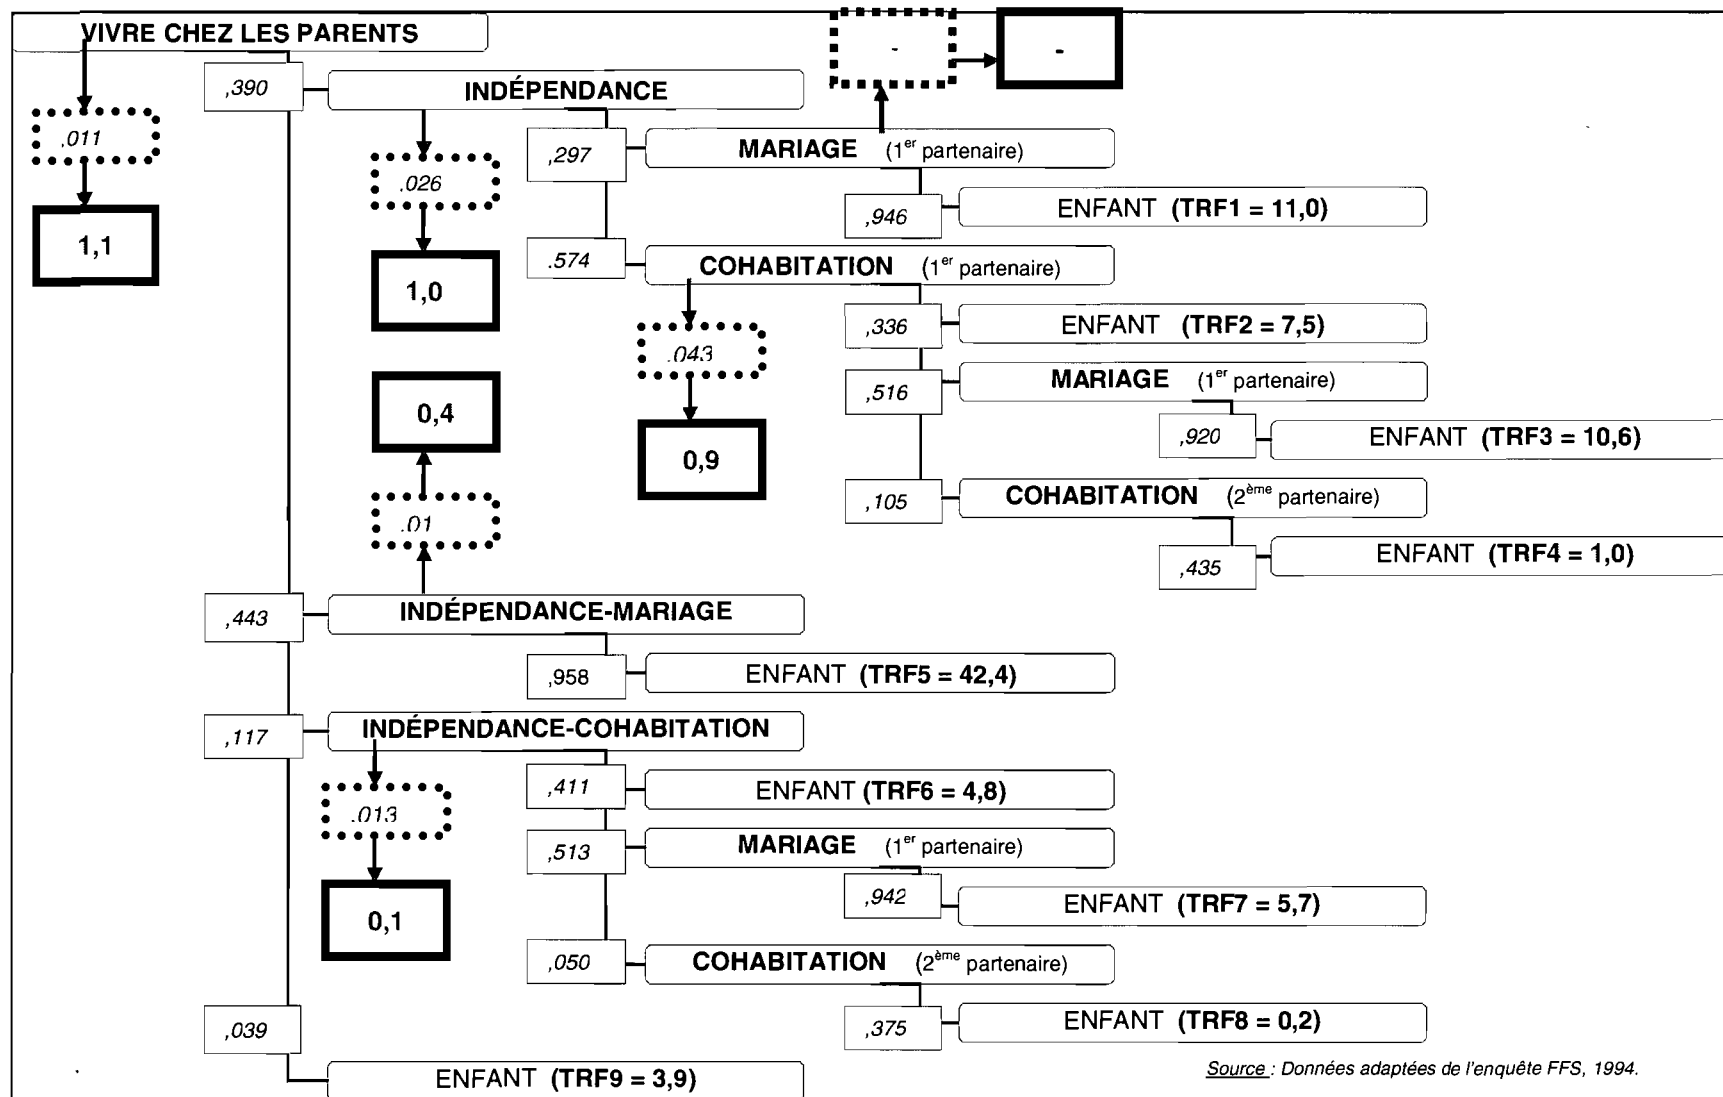 VIVRE CHEZ LES PARENTS
-
-
,390
INDÉPENDANCE
.011
,297
MARIAGE (1er partenaire)
.026
,946
ENFANT (TRF1 = 11,0)
1,1
.574
COHABITATION (1er partenaire)
1,0
,336
ENFANT (TRF2 = 7,5)
.043
,516
MARIAGE (1er partenaire)
0,4
,920
ENFANT (TRF3 = 10,6)
0,9
,105
COHABITATION (2ème partenaire)
.01
,435
ENFANT (TRF4 = 1,0)
,443
INDÉPENDANCE-MARIAGE
,958
ENFANT (TRF5 = 42,4)
,117
INDÉPENDANCE-COHABITATION
,411
ENFANT (TRF6 = 4,8)
.013
,513
MARIAGE (1er partenaire)
,942
ENFANT (TRF7 = 5,7)
0,1
,050
COHABITATION (2ème partenaire)
,375
ENFANT (TRF8 = 0,2)
,039
ENFANT (TRF9 = 3,9)
Source : Données adaptées de l'enquête FFS, 1994.